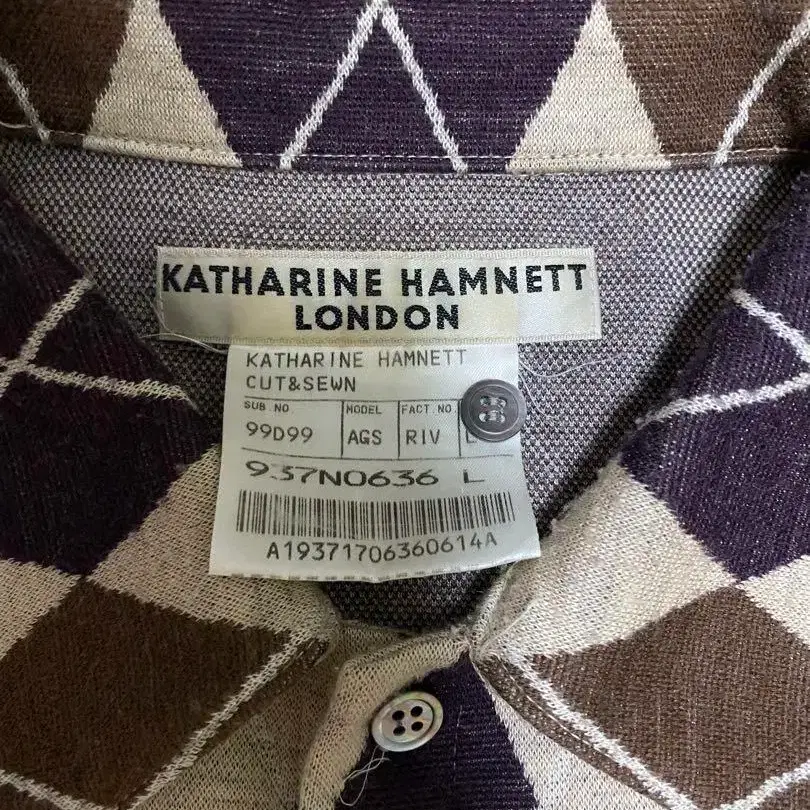 KATHARINE HAMNETT
LONDON
KATHARINE HAMNETT
CUT&SEWN
SUB NO. MODEL FACT.NO.
99D99 AGS RIV
937N0636 L
A19371706360614A